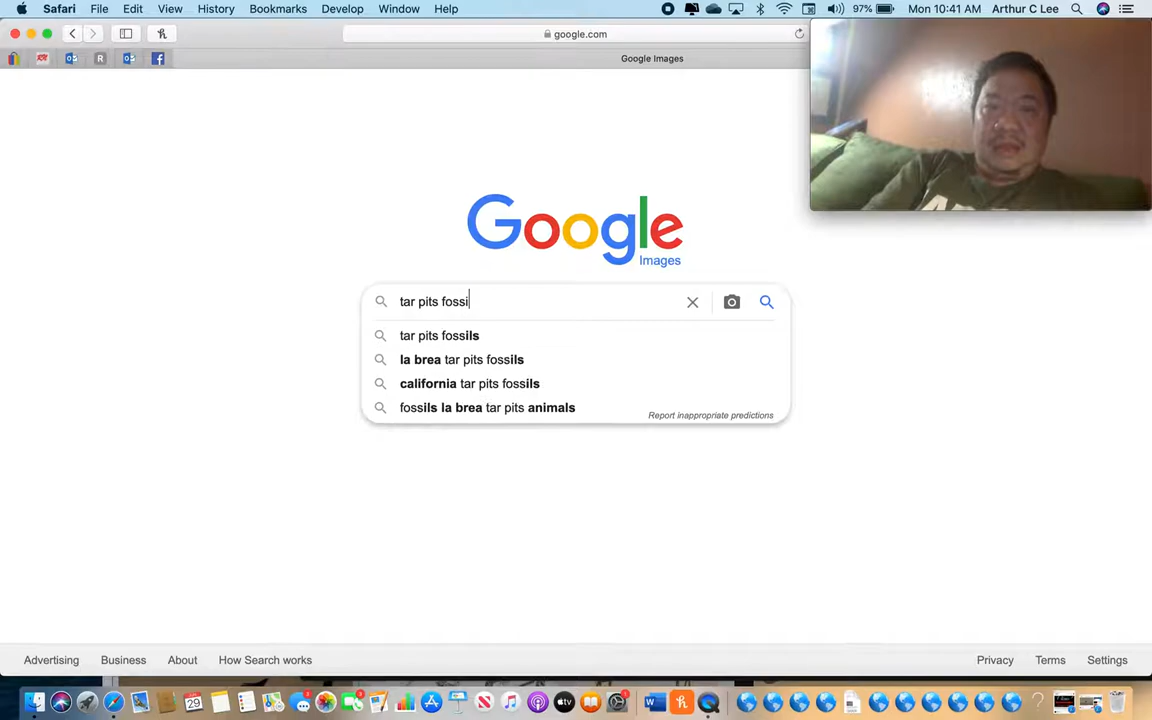 Safari File Edit View History Bookmarks Develop Window Help 97% Mon 10:41 AM Arthur C Lee
google.com
Google Images
Google
Images
tar pits fossi
tar pits fossils
la brea tar pits fossils
california tar pits fossils
fossils la brea tar pits animals
Report inappropriate predictions
Advertising Business About How Search works Privacy Terms Settings